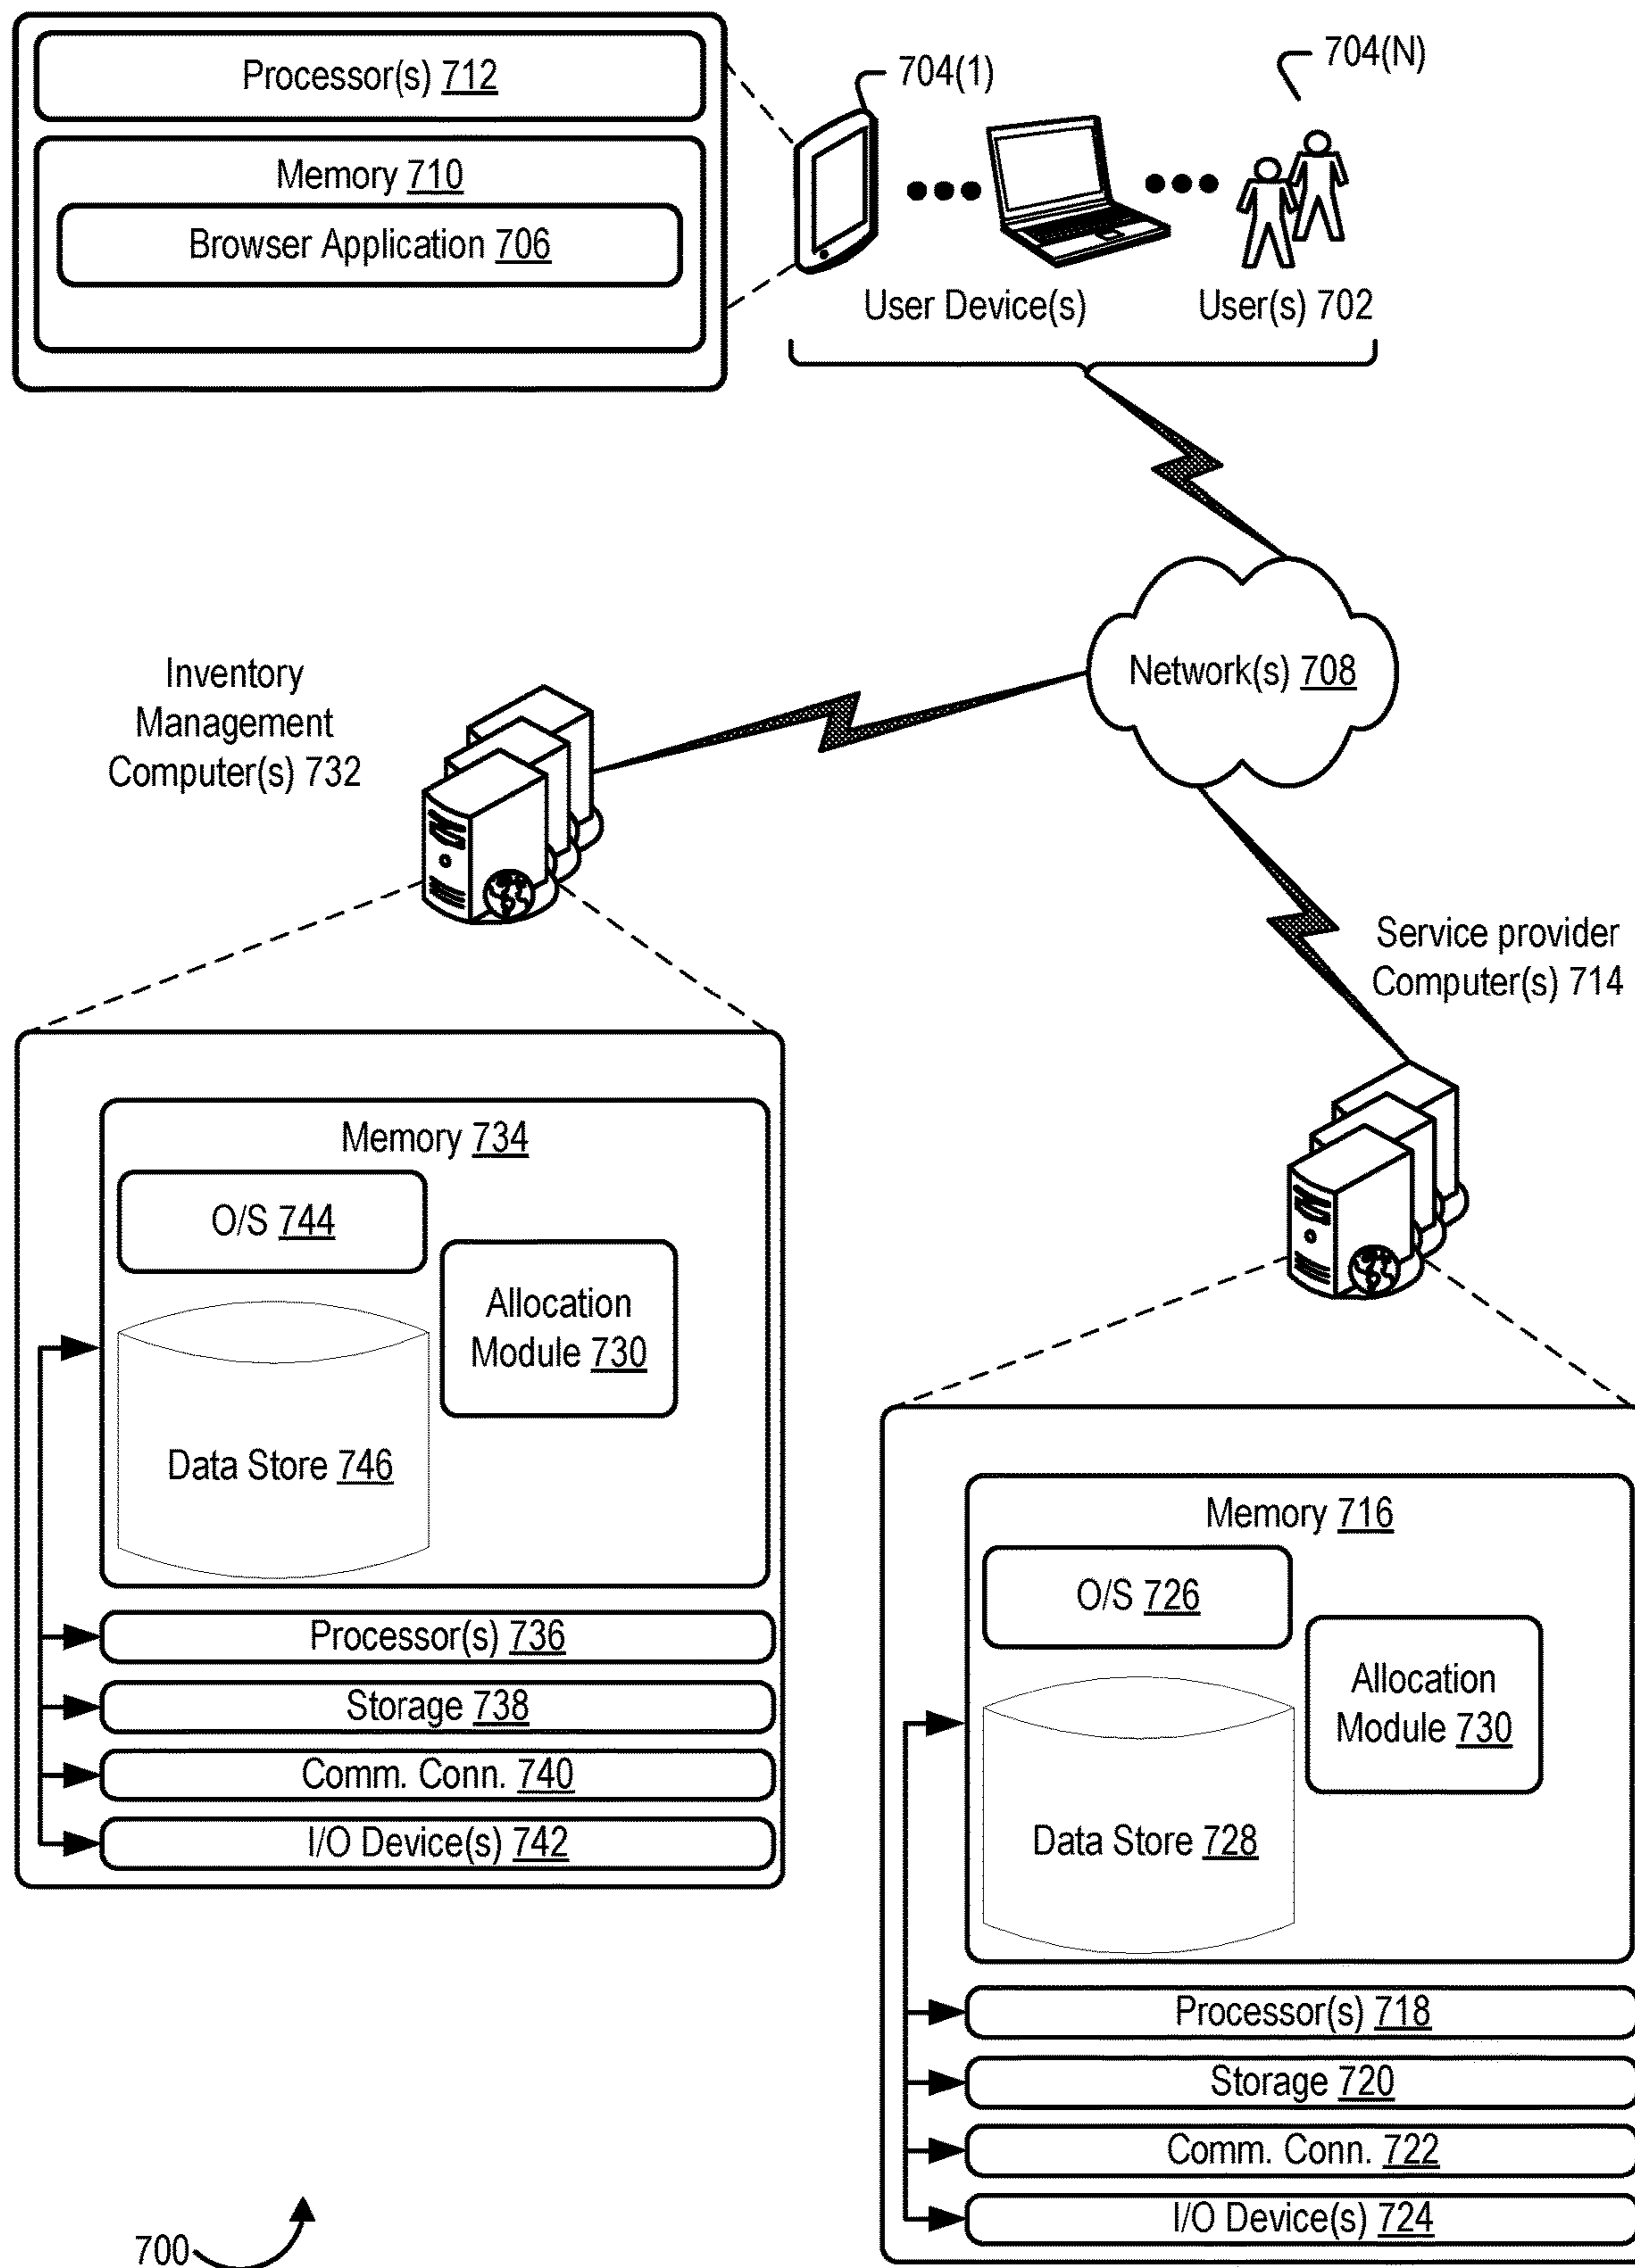 Processor(s) 712
Memory 710
Browser Application 706
704(1)
704(N)
User Device(s)
User(s) 702
Network(s) 708
Inventory
Management
Computer(s) 732
Service provider
Computer(s) 714
Memory 734
O/S 744
Allocation
Module 730
Data Store 746
Processor(s) 736
Storage 738
Comm. Conn. 740
I/O Device(s) 742
Memory 716
O/S 726
Allocation
Module 730
Data Store 728
Processor(s) 718
Storage 720
Comm. Conn. 722
I/O Device(s) 724
700